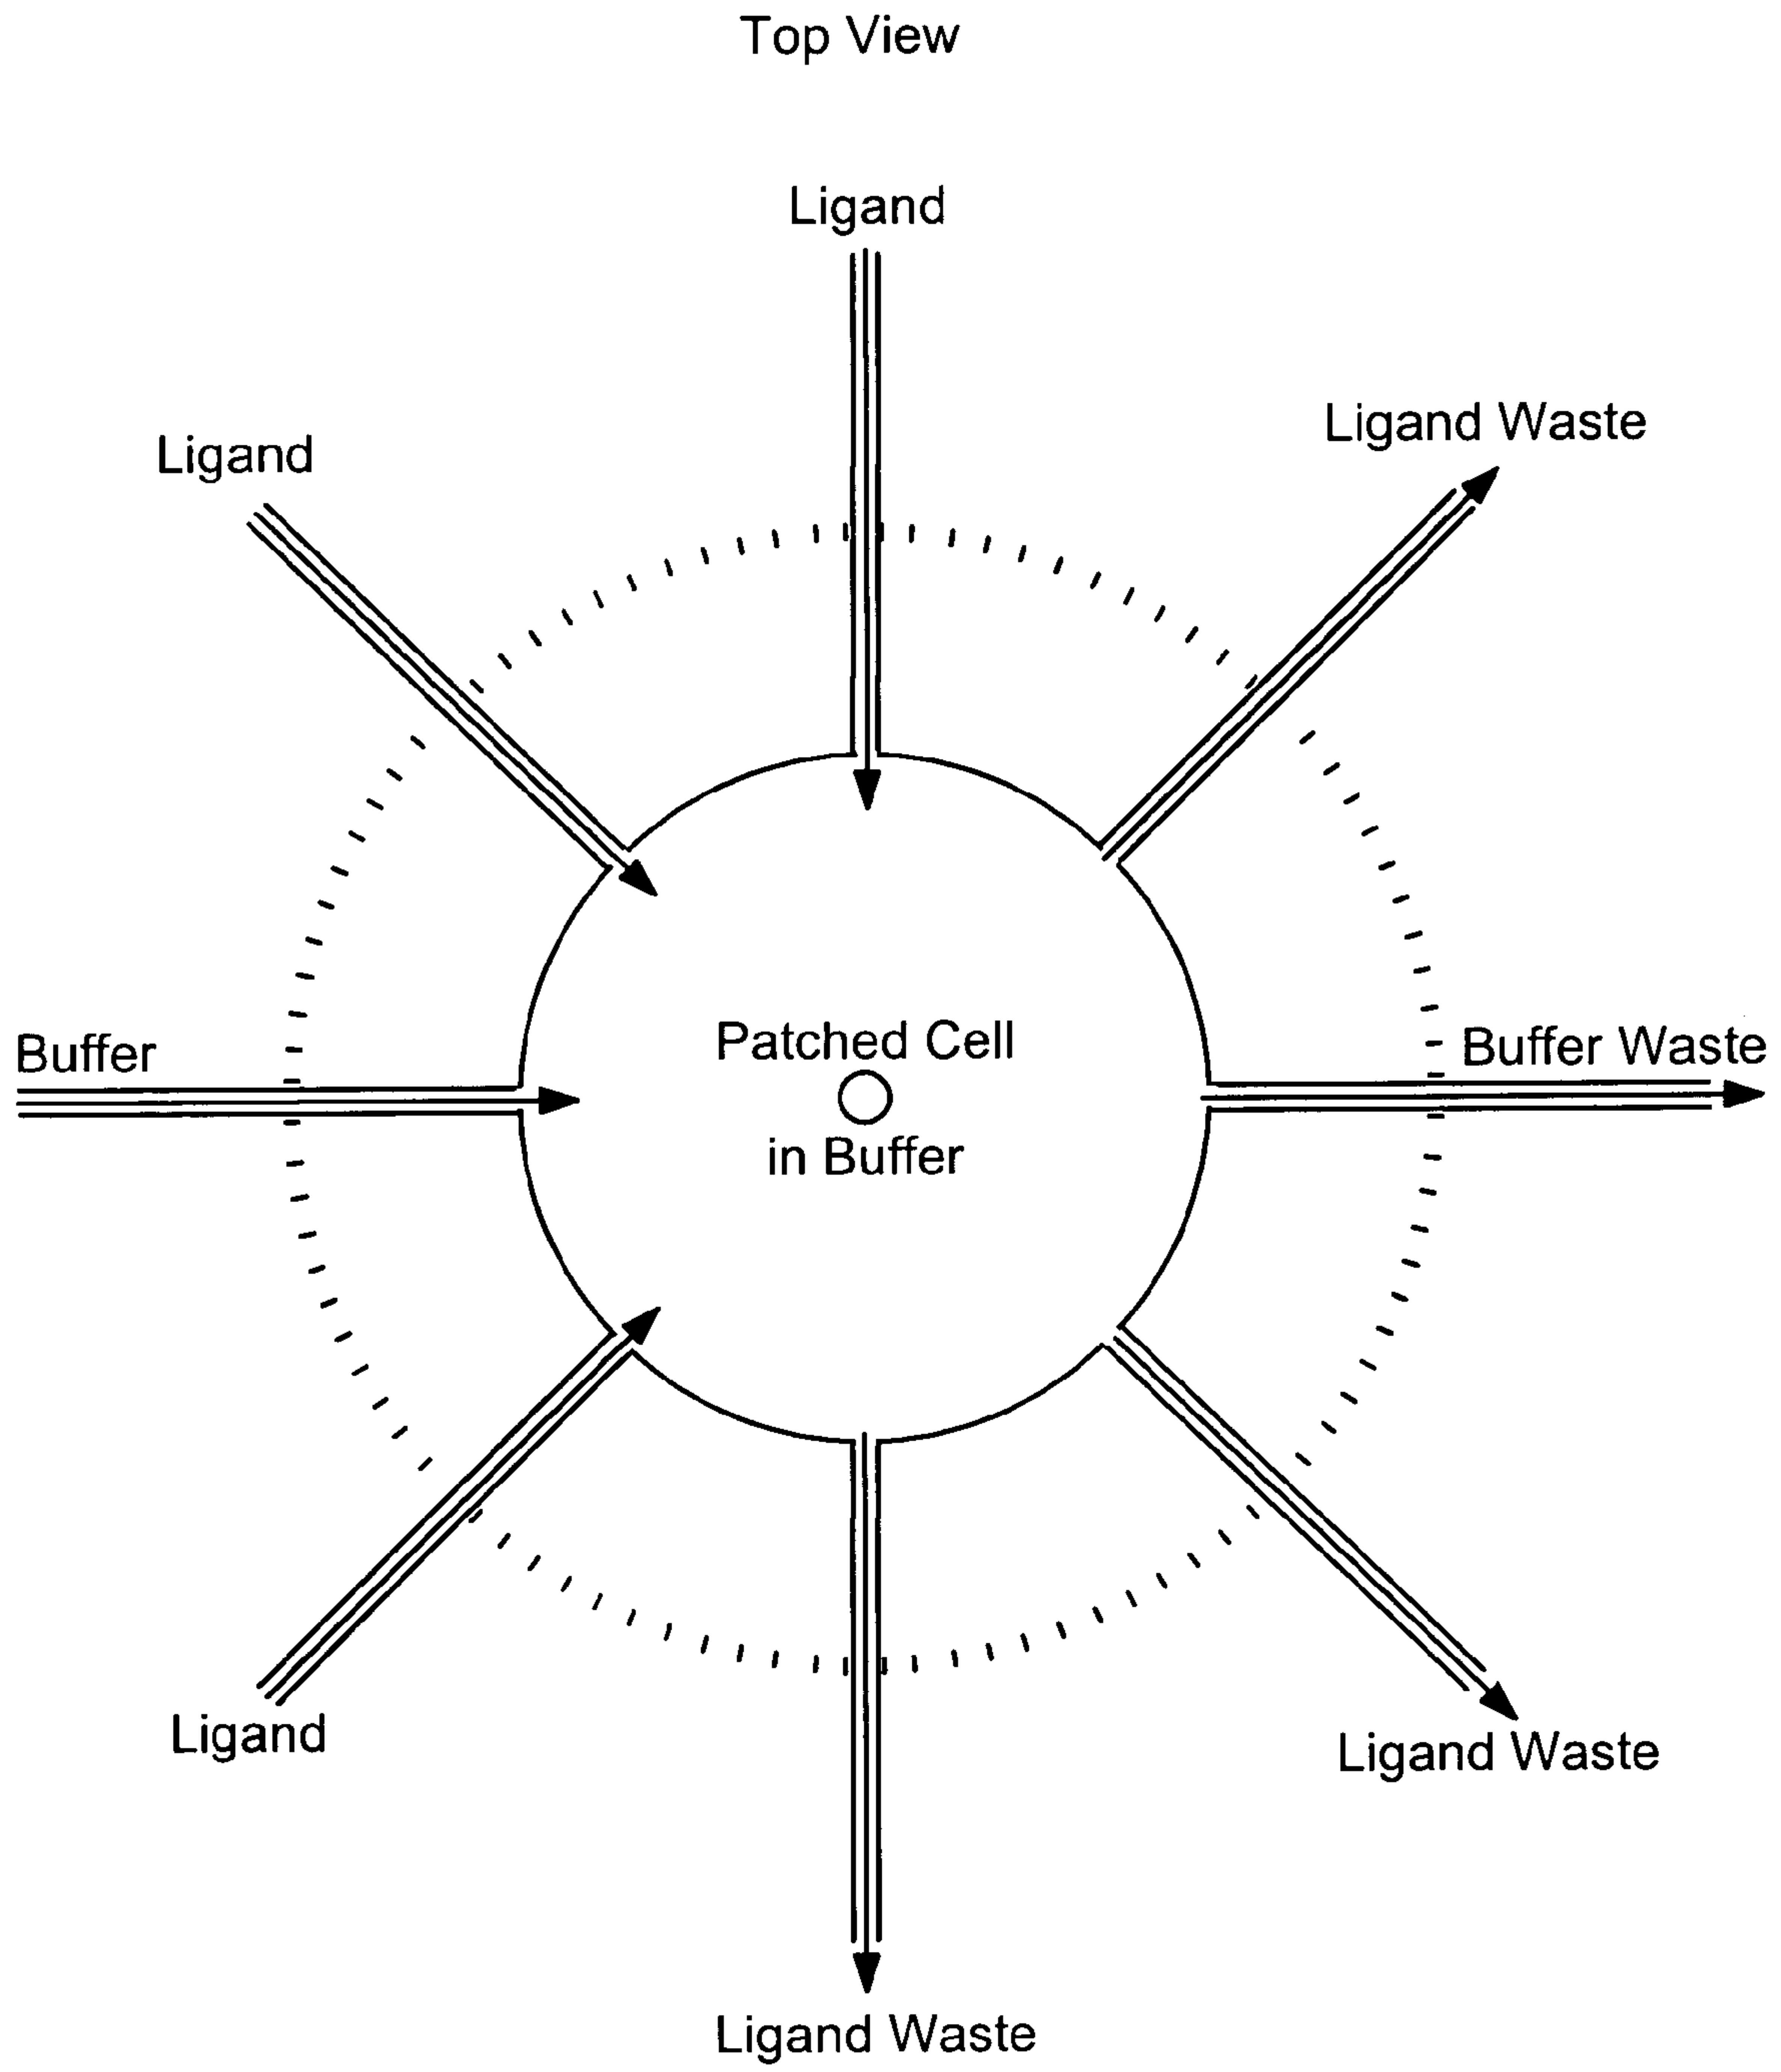 Top View
Ligand
Ligand Waste
Ligand
Buffer
Patched Cell
in Buffer
Buffer Waste
Ligand
Ligand Waste
Ligand Waste